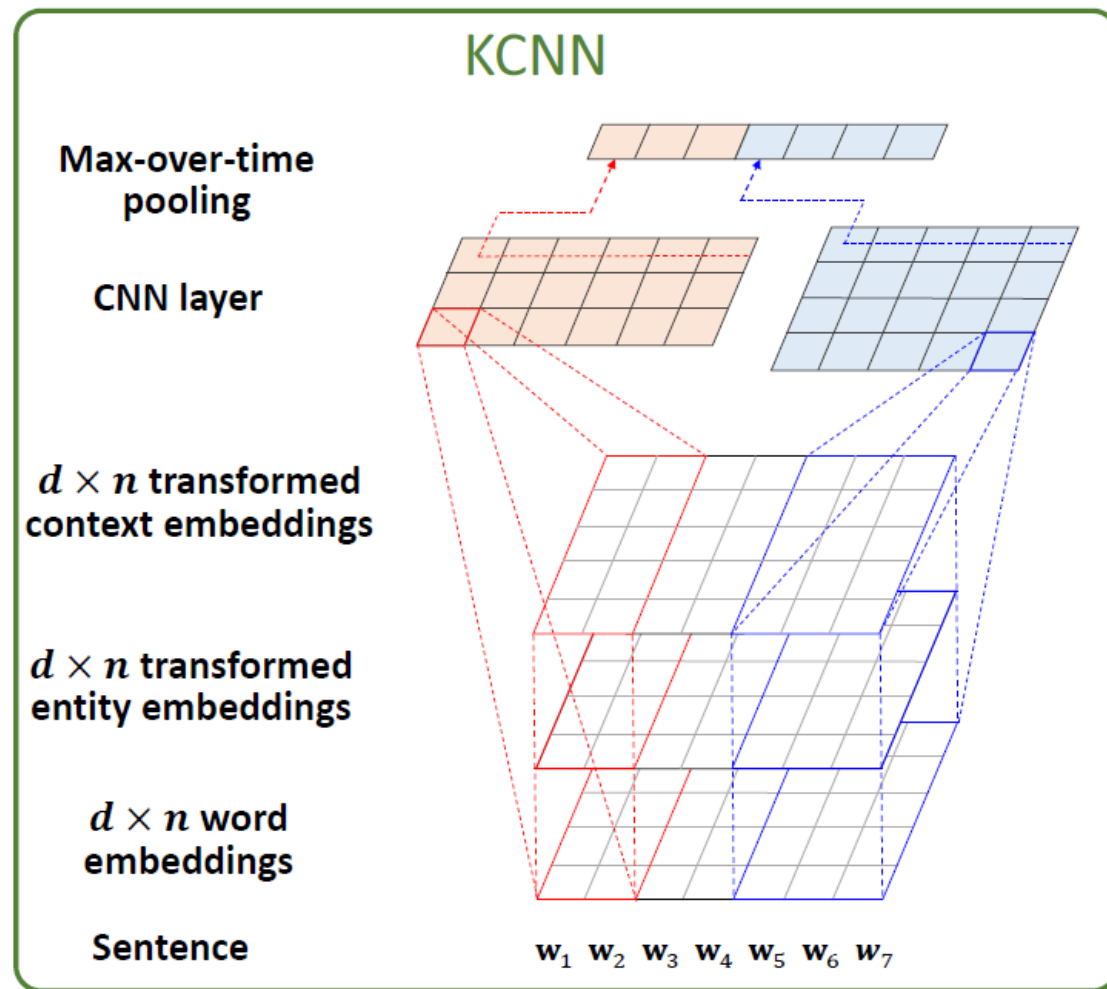 KCNN
Max-over-time
pooling
CNN layer
d × n transformed
context embeddings
d × n transformed
entity embeddings
d × n word
embeddings
Sentence w₁ w₂ w₃ w₄ w₅ w₆ w₇